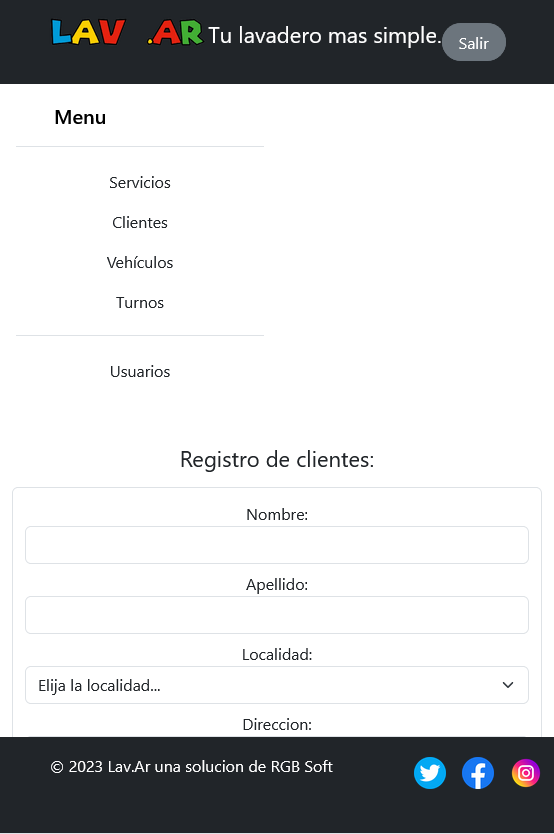 LAV .AR Tu lavadero mas simple. Salir
Menu
Servicios
Clientes
Vehículos
Turnos
Usuarios
Registro de clientes:
Nombre:
Apellido:
Localidad:
Elija la localidad...
Direccion:
© 2023 Lav.Ar una solucion de RGB Soft